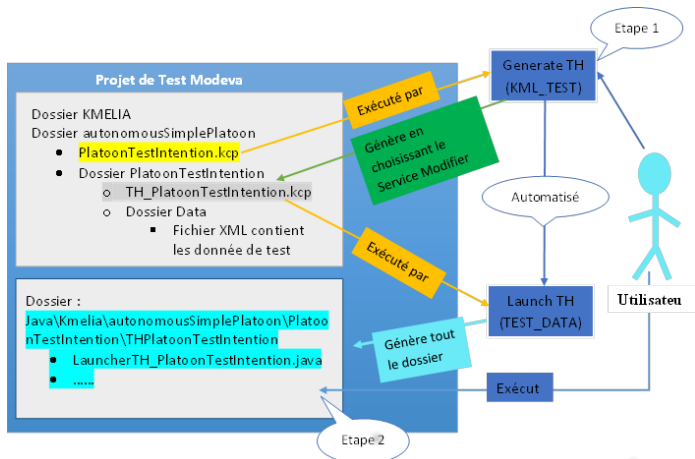 Etape 1
Projet de Test Modeva
Dossier KMELIA
Dossier autonomousSimplePlatoon
PlatoonTestIntention.kcp
Dossier PlatoonTestIntention
TH_PlatoonTestIntention.kcp
Dossier Data
Fichier XML contient
les donnée de test
Exécuté par
Génère en
choisissant le
Service Modifier
Exécuté par
Generate TH
(KML_TEST)
Automatisé
Launch TH
(TEST_DATA)
Utilisateu
Dossier :
Java\Kmelia\autonomousSimplePlatoon\Platoo
nTestIntention\THPlatoonTestIntention
LauncherTH_PlatoonTestIntention.java
......
Génère tout
le dossier
Exécut
Etape 2